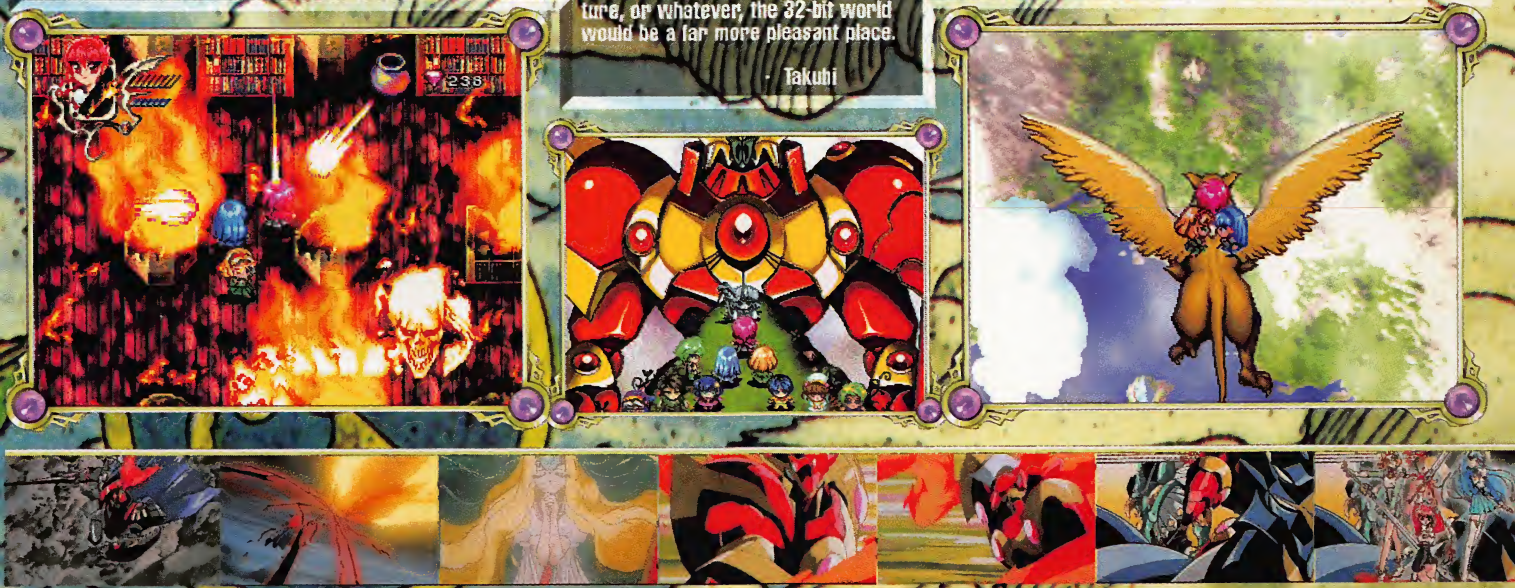 ture, or whatever, the 32-bit world
would be a far more pleasant place.
- Takuhi
238